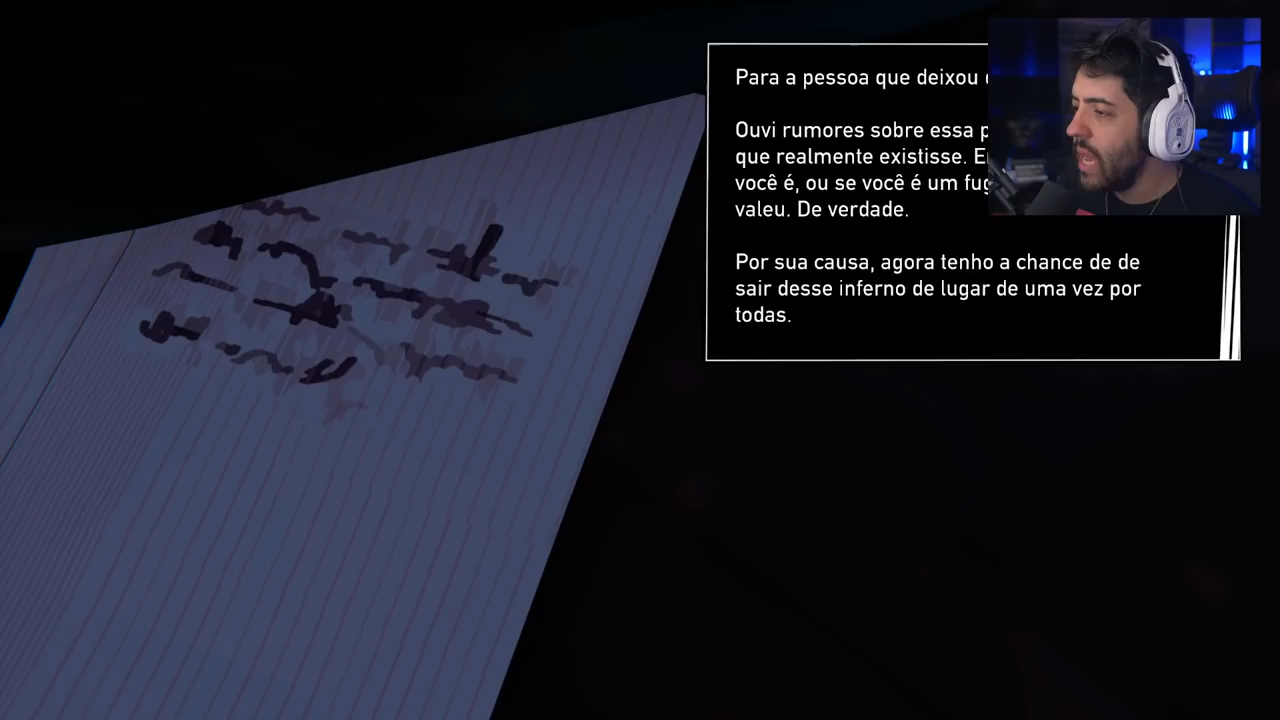 Para a pessoa que deixou
Ouvi rumores sobre essa
que realmente existisse.
você é, ou se você é um
valeu. De verdade.
Por sua causa, agora tenho a chance de de
sair desse inferno de lugar de uma vez por
todas.